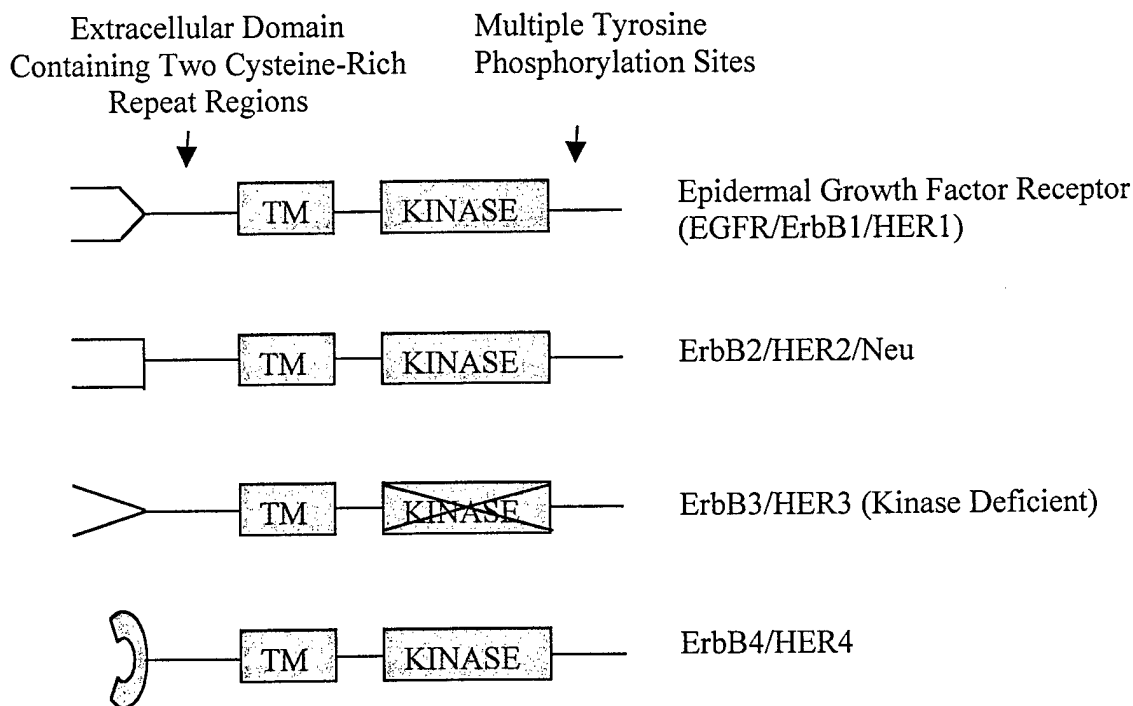 Extracellular Domain
Containing Two Cysteine-Rich
Repeat Regions
Multiple Tyrosine
Phosphorylation Sites
TM
KINASE
Epidermal Growth Factor Receptor
(EGFR/ErbB1/HER1)
TM
KINASE
ErbB2/HER2/Neu
TM
KINASE
ErbB3/HER3 (Kinase Deficient)
TM
KINASE
ErbB4/HER4